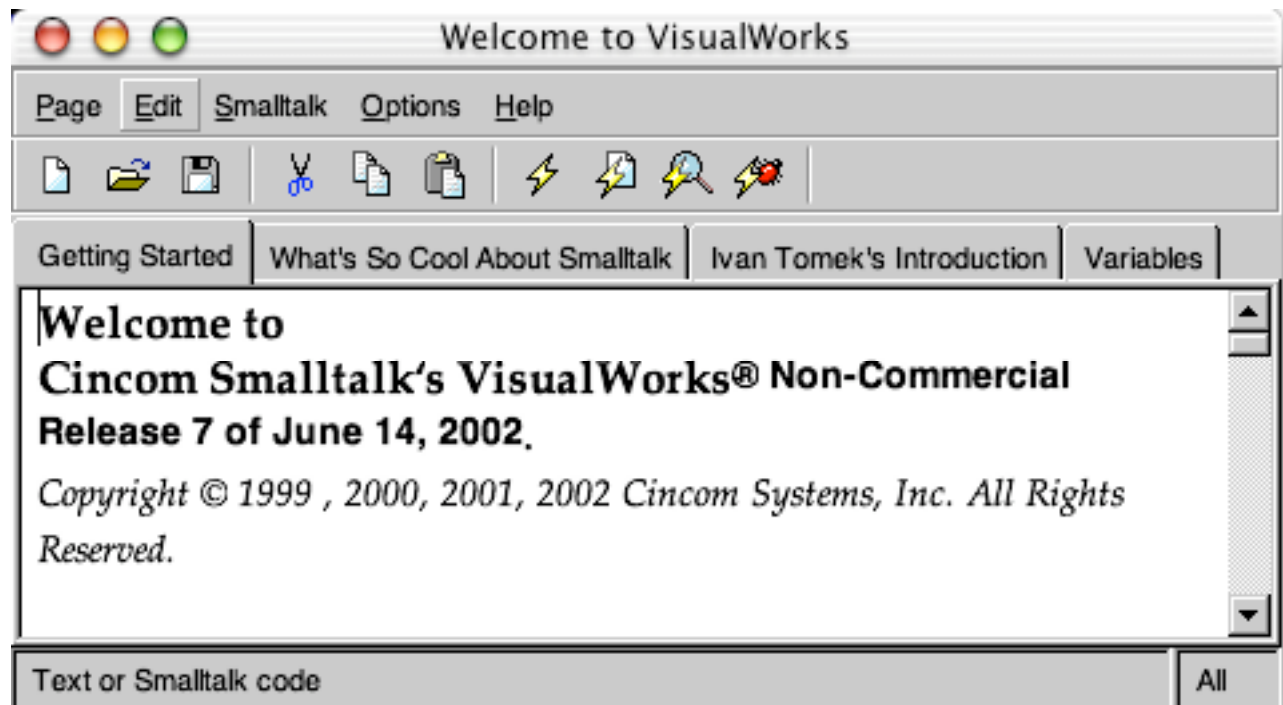 Welcome to VisualWorks
Page Edit Smalltalk Options Help
Getting Started What's So Cool About Smalltalk Ivan Tomek's Introduction Variables
Welcome to
Cincom Smalltalk‘s VisualWorks® Non-Commercial
Release 7 of June 14, 2002.
Copyright © 1999 , 2000, 2001, 2002 Cincom Systems, Inc. All Rights
Reserved.
Text or Smalltalk code All